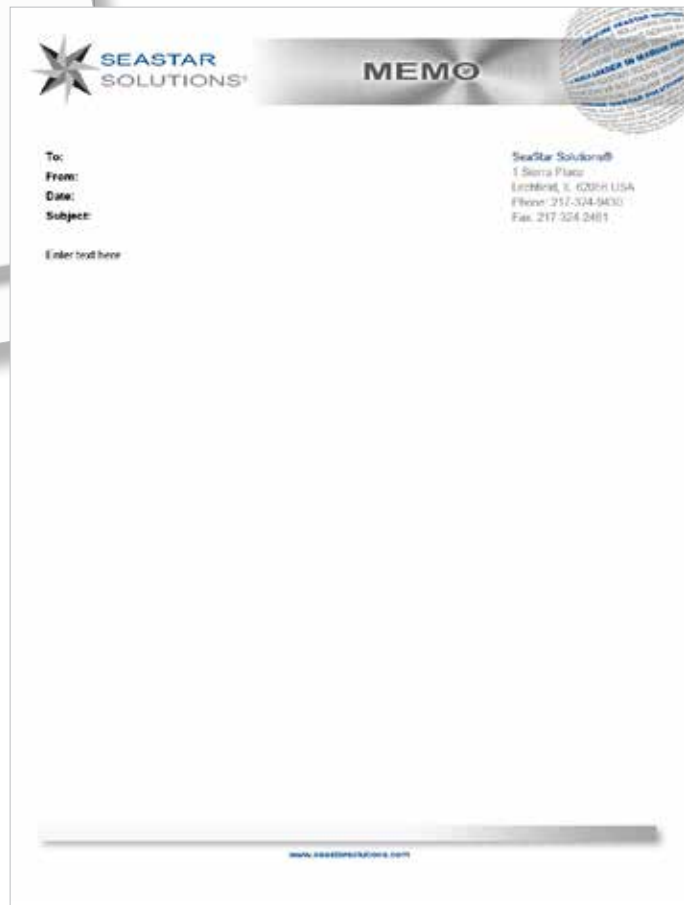 SEASTAR
SOLUTIONS
MEMO
To:
From:
Date:
Subject:
SeaStar Solutions®
1 Sierra Place
Litchfield, IL 62056 USA
Phone: 217-324-9400
Fax: 217-324-2461
Enter text here
www.seastarsolutions.com